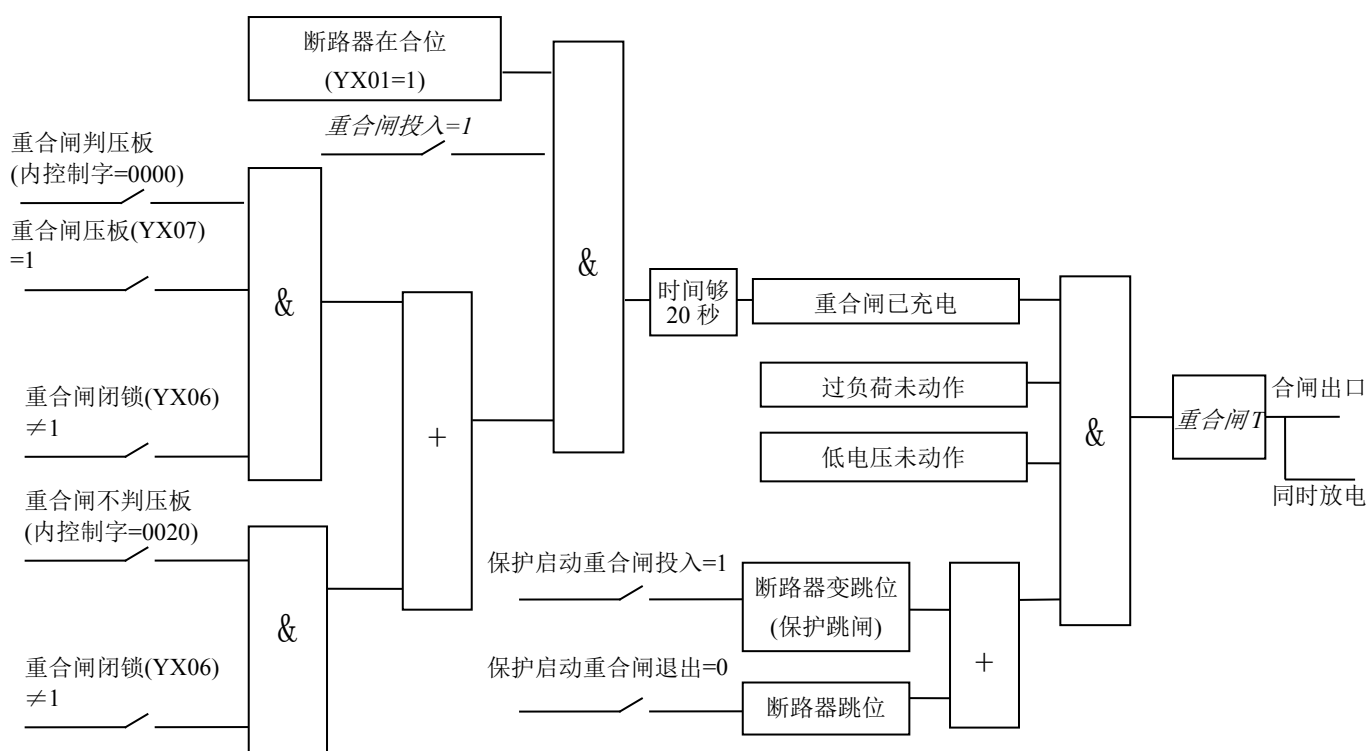 断路器在合位
(YX01=1)
重合闸投入=1
重合闸判压板
(内控制字=0000)
重合闸压板(YX07)
=1
&
&
时间够
20 秒
重合闸已充电
过负荷未动作
重合闸闭锁(YX06)
≠1
+
低电压未动作
&
重合闸T
合闸出口
同时放电
重合闸不判压板
(内控制字=0020)
保护启动重合闸投入=1
断路器变跳位
(保护跳闸)
&
重合闸闭锁(YX06)
≠1
保护启动重合闸退出=0
+
断路器跳位